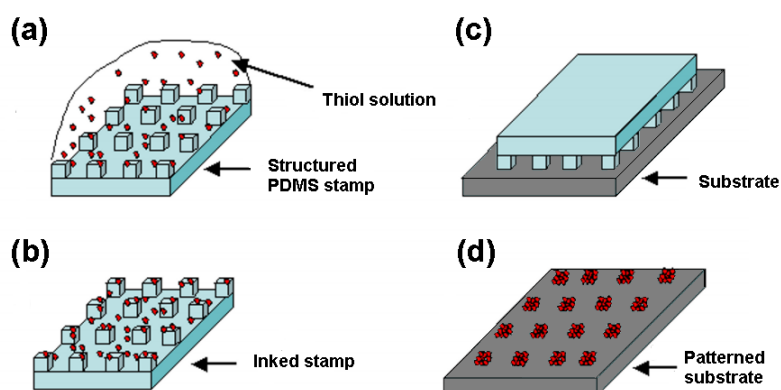 (a)
Thiol solution
Structured
PDMS stamp
(b)
Inked stamp
(c)
Substrate
(d)
Patterned
substrate